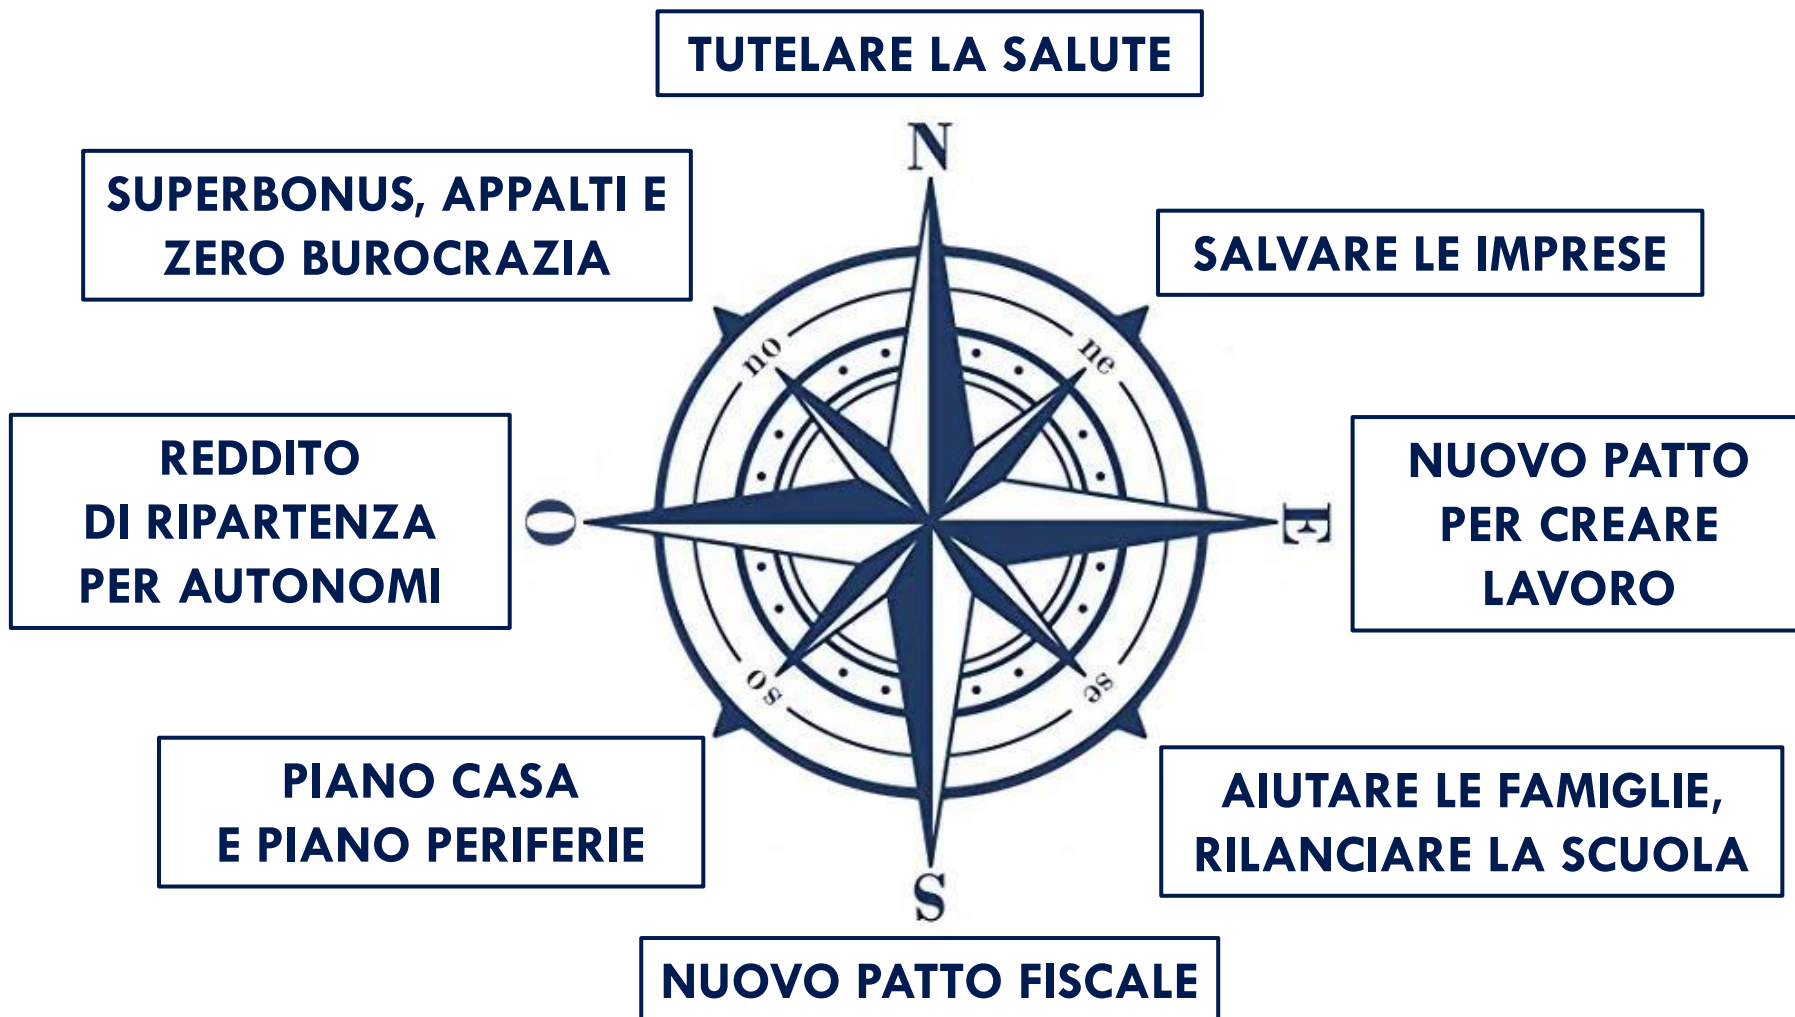 TUTELARE LA SALUTE
N
SUPERBONUS, APPALTI E
ZERO BUROCRAZIA
SALVARE LE IMPRESE
no
ne
REDDITO
DI RIPARTENZA
PER AUTONOMI
O
E
NUOVO PATTO
PER CREARE
LAVORO
so
se
PIANO CASA
E PIANO PERIFERIE
AIUTARE LE FAMIGLIE,
RILANCIARE LA SCUOLA
S
NUOVO PATTO FISCALE